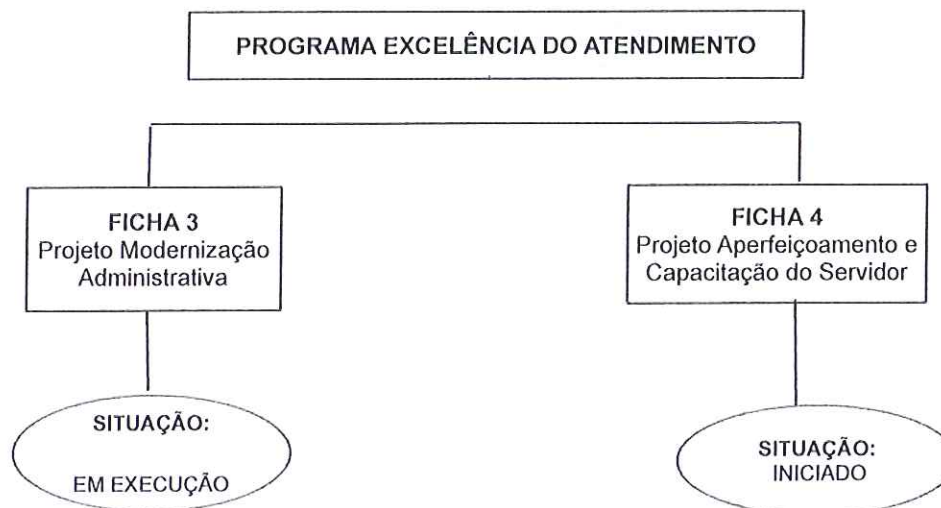 PROGRAMA EXCELÊNCIA DO ATENDIMENTO
FICHA 3
Projeto Modernização
Administrativa
FICHA 4
Projeto Aperfeiçoamento e
Capacitação do Servidor
SITUAÇÃO:
EM EXECUÇÃO
SITUAÇÃO:
INICIADO